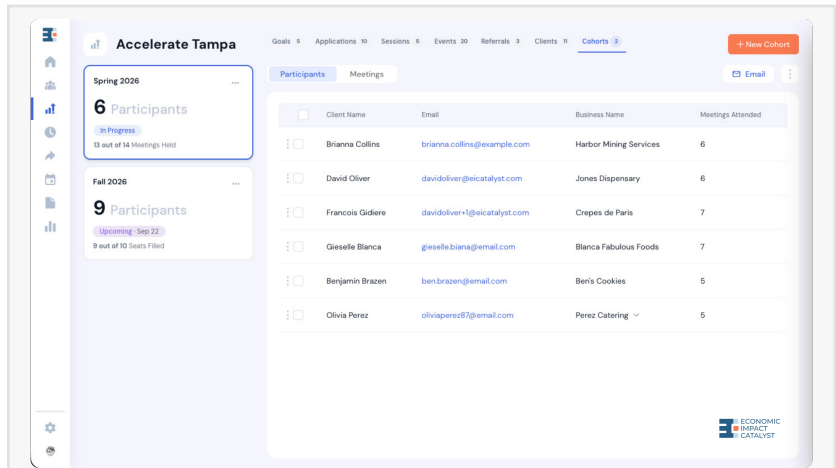 Accelerate Tampa
Goals 5 Applications 10 Sessions 5 Events 20 Referrals 3 Clients 11 Cohorts 2
+ New Cohort
Spring 2026 ...
6 Participants
In Progress
13 out of 14 Meetings Held
Fall 2026 ...
9 Participants
Upcoming · Sep 22
9 out of 10 Seats Filled
Participants Meetings
Email
Client Name Email Business Name Meetings Attended
Brianna Collins brianna.collins@example.com Harbor Mining Services 6
David Oliver davidoliver@eicatalyst.com Jones Dispensary 6
Francois Gidiere davidoliver+1@eicatalyst.com Crepes de Paris 7
Gieselle Blanca gieselle.biana@email.com Blanca Fabulous Foods 7
Benjamin Brazen ben.brazen@email.com Ben's Cookies 5
Olivia Perez oliviaperez87@email.com Perez Catering 5
ECONOMIC
IMPACT
CATALYST